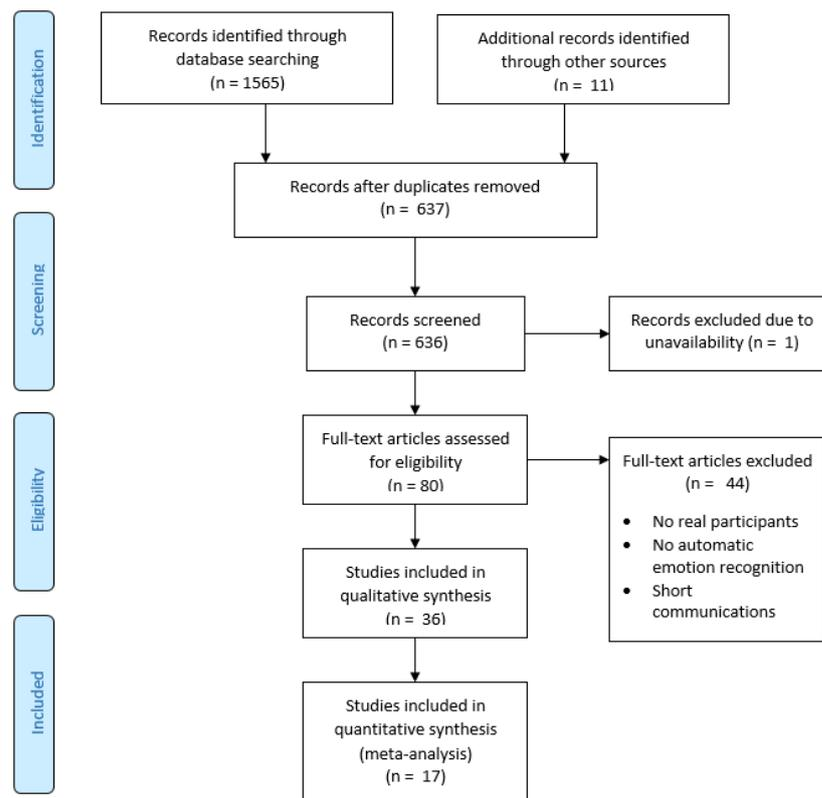 Identification
Records identified through
database searching
(n = 1565)
Additional records identified
through other sources
(n = 11)
Records after duplicates removed
(n = 637)
Screening
Records screened
(n = 636)
Records excluded due to
unavailability (n = 1)
Eligibility
Full-text articles assessed
for eligibility
(n = 80)
Full-text articles excluded
(n = 44)
• No real participants
• No automatic
emotion recognition
• Short
communications
Studies included in
qualitative synthesis
(n = 36)
Included
Studies included in
quantitative synthesis
(meta-analysis)
(n = 17)